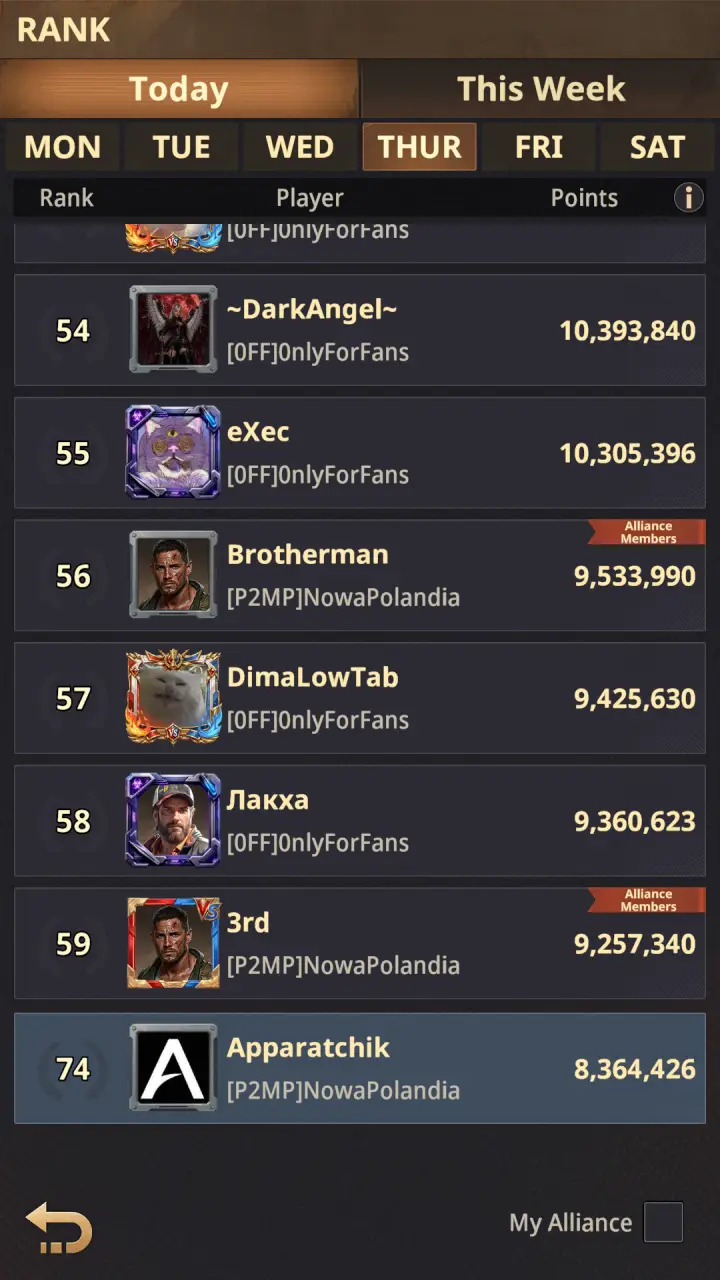 RANK
Today
This Week
MON TUE WED THUR FRI SAT
Rank Player Points i
[0FF]0nlyForFans
54 ~DarkAngel~ 10,393,840
[0FF]0nlyForFans
55 eXec 10,305,396
[0FF]0nlyForFans
Alliance
Members
56 Brotherman 9,533,990
[P2MP]NowaPolandia
57 DimaLowTab 9,425,630
[0FF]0nlyForFans
VS
58 Лакха 9,360,623
[0FF]0nlyForFans
Alliance
Members
VS
59 3rd 9,257,340
[P2MP]NowaPolandia
74 Apparatchik 8,364,426
[P2MP]NowaPolandia
My Alliance